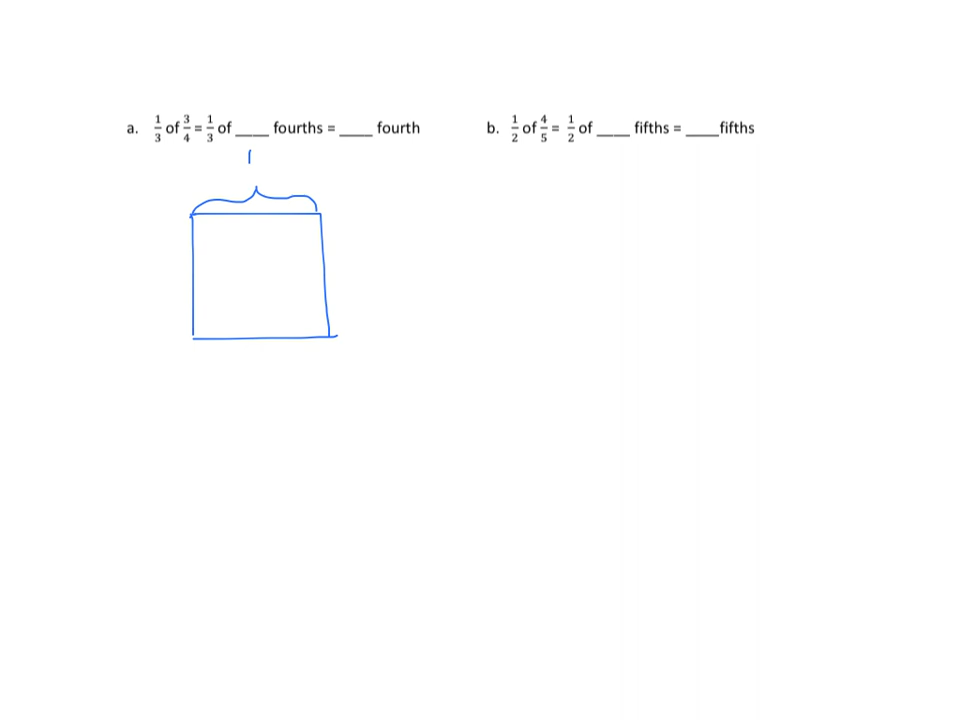 a. 1/3 of 3/4 = 1/3 of ____ fourths = ____ fourth
b. 1/2 of 4/5 = 1/2 of ____ fifths = ____fifths
1